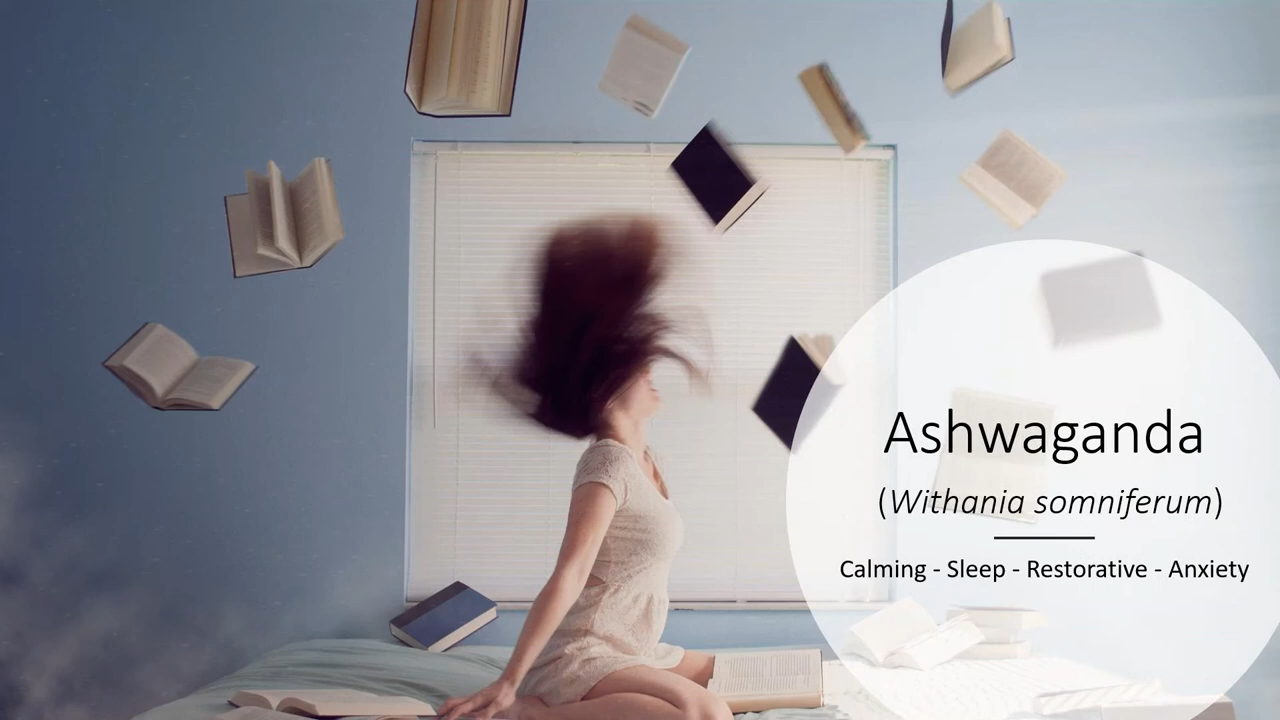 Ashwaganda
(Withania somniferum)
Calming - Sleep - Restorative - Anxiety